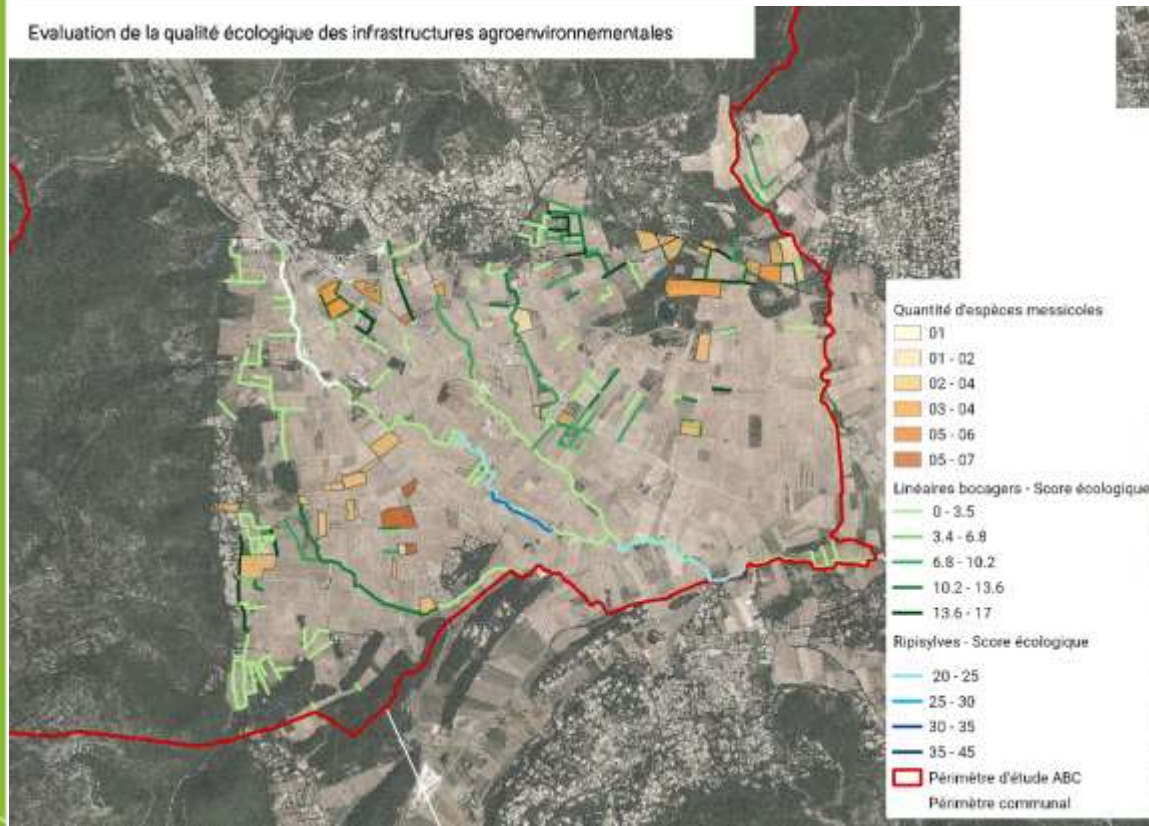 Evaluation de la qualité écologique des infrastructures agroenvironnementales
Quantité d'espèces messicoles
01
01 - 02
02 - 04
03 - 04
05 - 06
05 - 07
Linéaires bocagers - Score écologique
0 - 3.5
3.4 - 6.8
6.8 - 10.2
10.2 - 13.6
13.6 - 17
Ripisylves - Score écologique
20 - 25
25 - 30
30 - 35
35 - 45
Périmètre d'étude ABC
Périmètre communal